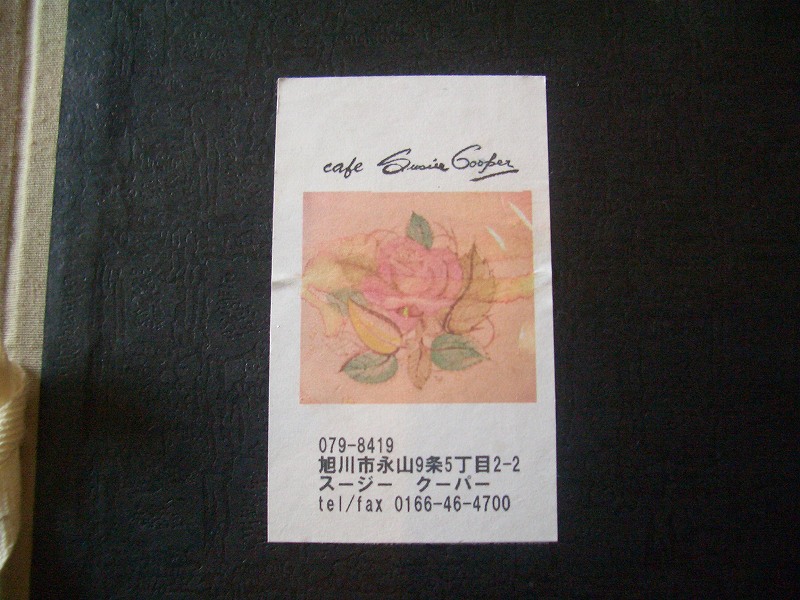 cafe Susie Cooper
079-8419
旭川市永山9条5丁目2-2
スージー　クーパー
tel/fax 0166-46-4700